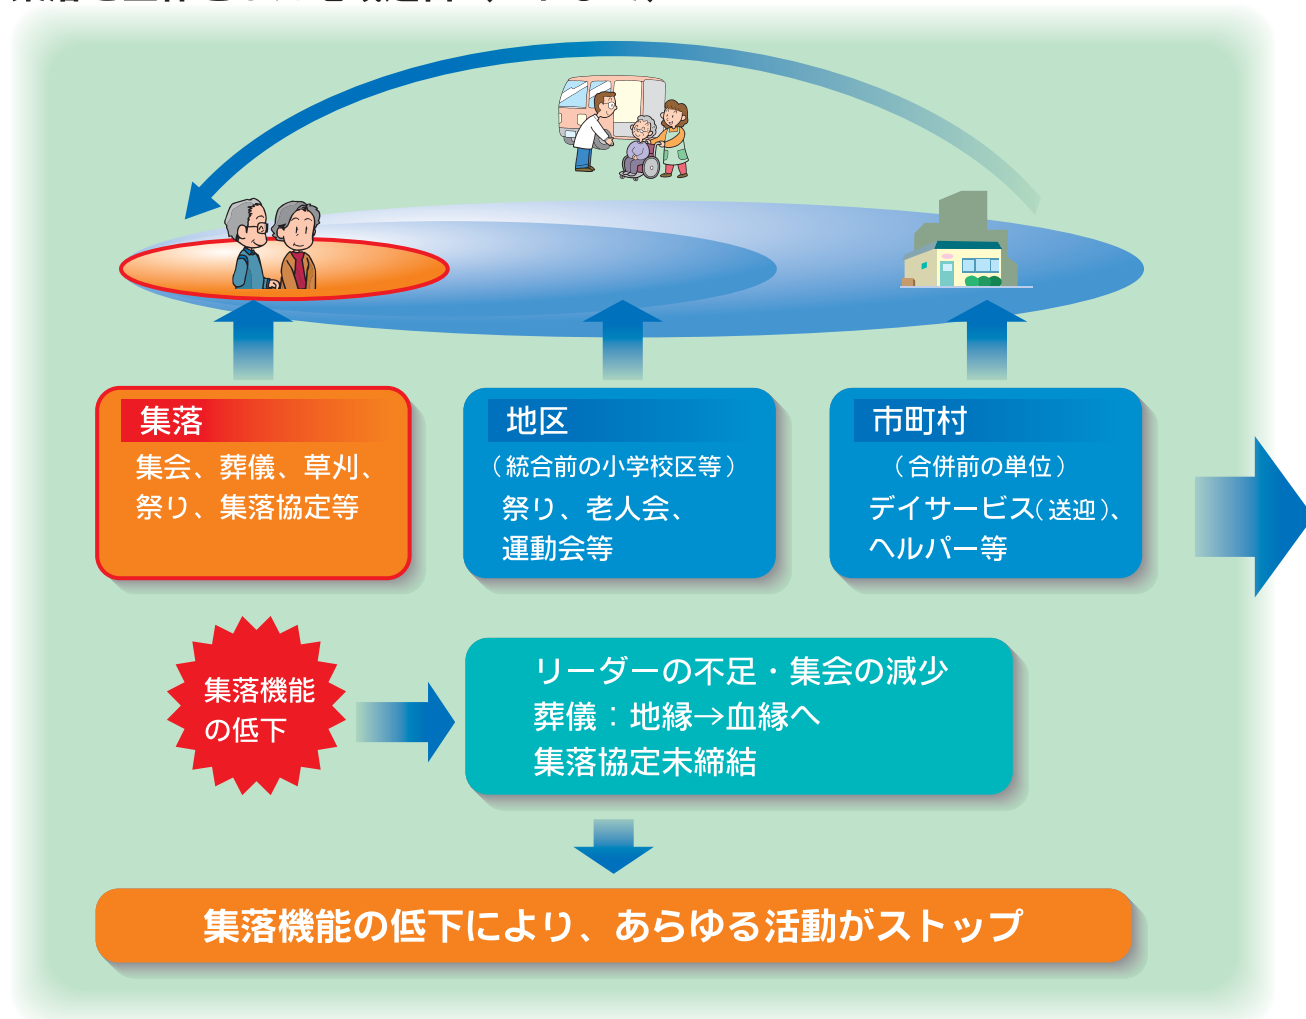 集落
集会、葬儀、草刈、
祭り、集落協定等
地区
（統合前の小学校区等）
祭り、老人会、
運動会等
市町村
（合併前の単位）
デイサービス（送迎）、
ヘルパー等
集落機能
の低下
リーダーの不足・集会の減少
葬儀：地縁→血縁へ
集落協定未締結
集落機能の低下により、あらゆる活動がストップ